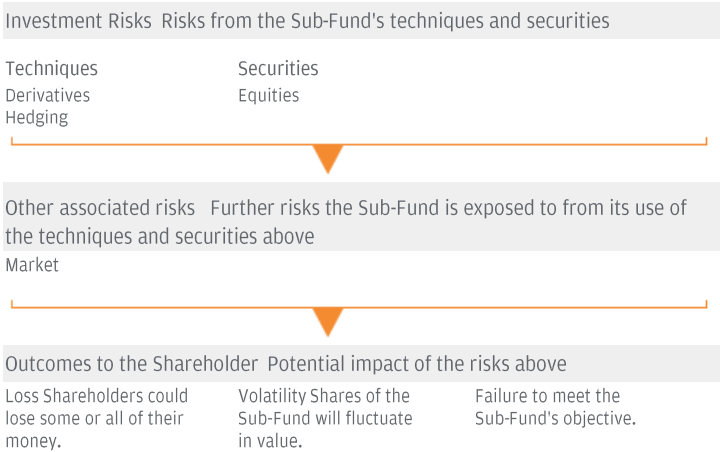 Investment Risks Risks from the Sub-Fund's techniques and securities
Techniques
Derivatives
Hedging
Securities
Equities
Other associated risks Further risks the Sub-Fund is exposed to from its use of
the techniques and securities above
Market
Outcomes to the Shareholder Potential impact of the risks above
Loss Shareholders could
lose some or all of their
money.
Volatility Shares of the
Sub-Fund will fluctuate
in value.
Failure to meet the
Sub-Fund's objective.